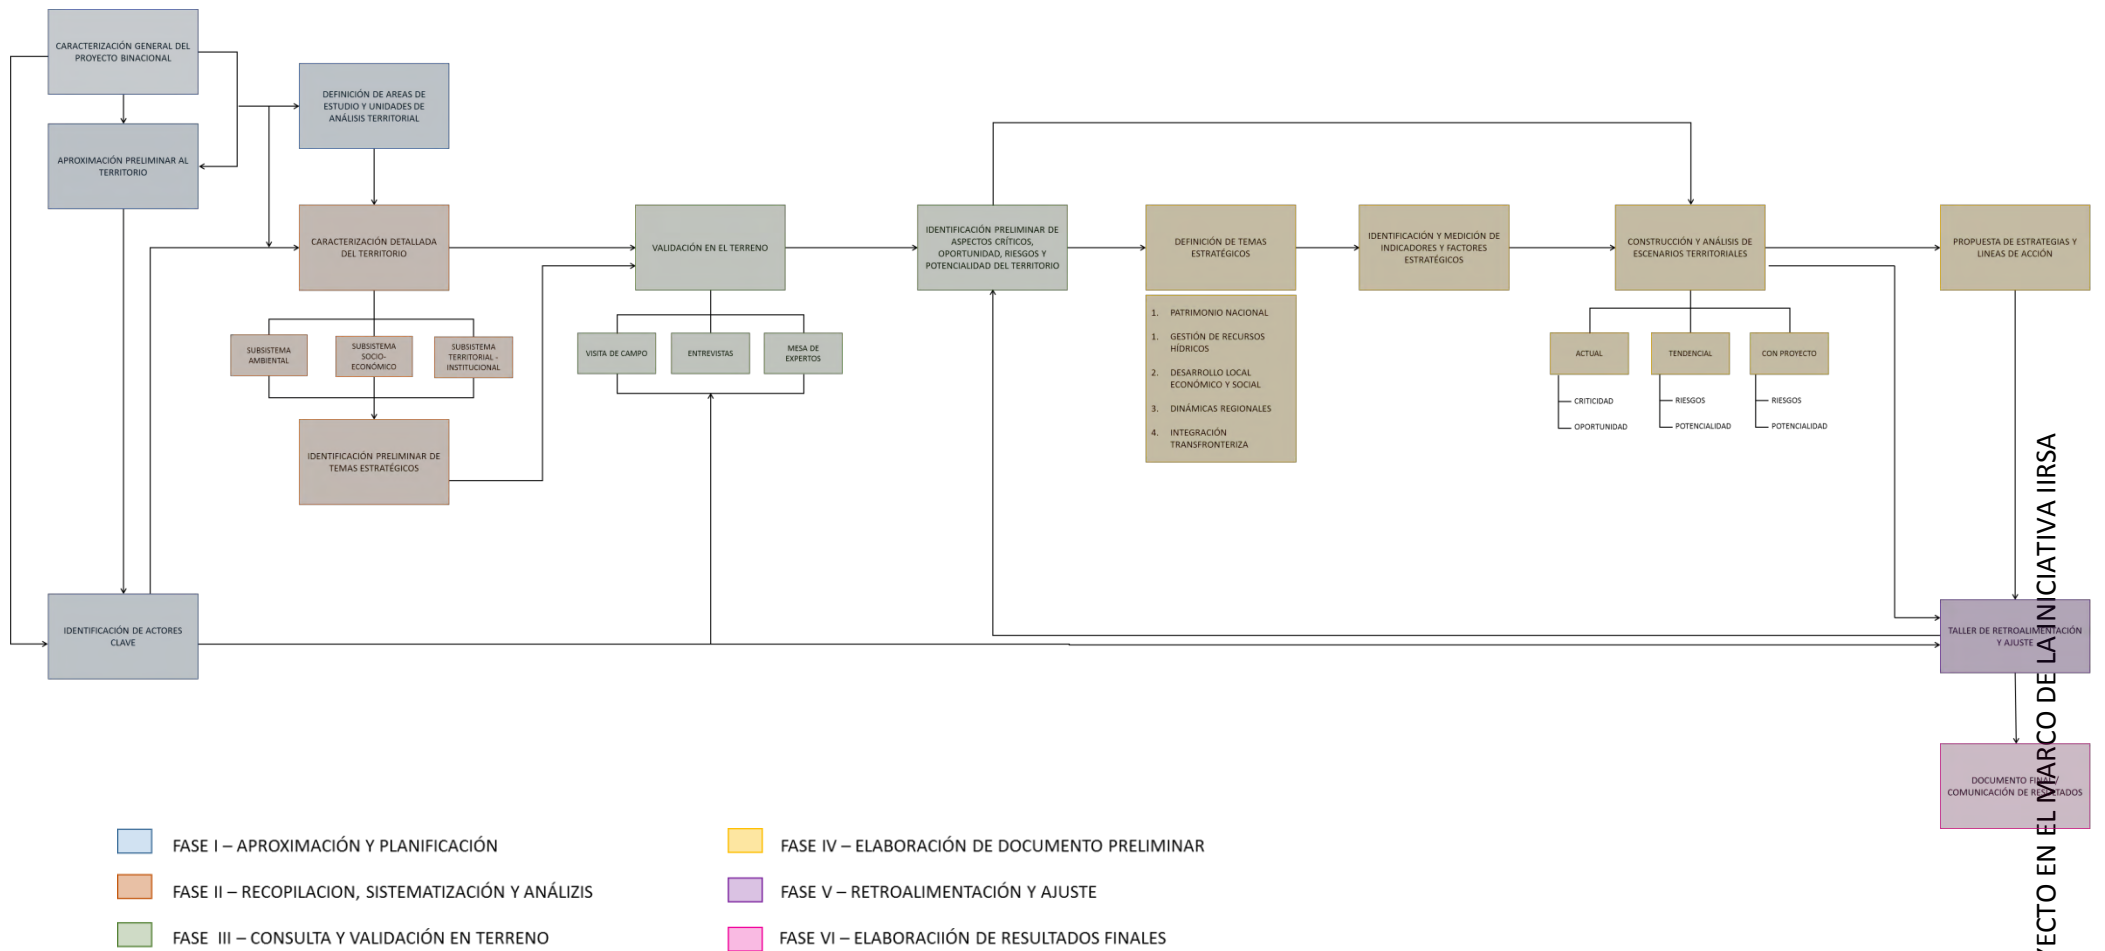 CARACTERIZACIÓN GENERAL DEL
PROYECTO BINACIONAL
APROXIMACIÓN PRELIMINAR AL
TERRITORIO
DEFINICIÓN DE AREAS DE
ESTUDIO Y UNIDADES DE
ANÁLISIS TERRITORIAL
CARACTERIZACIÓN DETALLADA
DEL TERRITORIO
SUBSISTEMA
AMBIENTAL
SUBSISTEMA
SOCIO-
ECONÓMICO
SUBSISTEMA
TERRITORIAL -
INSTITUCIONAL
IDENTIFICACIÓN PRELIMINAR DE
TEMAS ESTRATÉGICOS
IDENTIFICACIÓN DE ACTORES
CLAVE
VALIDACIÓN EN EL TERRENO
VISITA DE CAMPO
ENTREVISTAS
MESA DE
EXPERTOS
IDENTIFICACIÓN PRELIMINAR DE
ASPECTOS CRÍTICOS,
OPORTUNIDAD, RIESGOS Y
POTENCIALIDAD DEL TERRITORIO
DEFINICIÓN DE TEMAS
ESTRATÉGICOS
1. PATRIMONIO NACIONAL
1. GESTIÓN DE RECURSOS
HÍDRICOS
2. DESARROLLO LOCAL
ECONÓMICO Y SOCIAL
3. DINÁMICAS REGIONALES
4. INTEGRACIÓN
TRANSFRONTERIZA
IDENTIFICACIÓN Y MEDICIÓN DE
INDICADORES Y FACTORES
ESTRATÉGICOS
CONSTRUCCIÓN Y ANÁLISIS DE
ESCENARIOS TERRITORIALES
ACTUAL
CRITICIDAD
OPORTUNIDAD
TENDENCIAL
RIESGOS
POTENCIALIDAD
CON PROYECTO
RIESGOS
POTENCIALIDAD
PROPUESTA DE ESTRATEGIAS Y
LINEAS DE ACCIÓN
TALLER DE RETROALIMENTACIÓN
Y AJUSTE
DOCUMENTO FINAL /
COMUNICACIÓN DE RESULTADOS
YECTO EN EL MARCO DE LA INICIATIVA IIRSA
FASE I – APROXIMACIÓN Y PLANIFICACIÓN
FASE II – RECOPILACION, SISTEMATIZACIÓN Y ANÁLIZIS
FASE III – CONSULTA Y VALIDACIÓN EN TERRENO
FASE IV – ELABORACIÓN DE DOCUMENTO PRELIMINAR
FASE V – RETROALIMENTACIÓN Y AJUSTE
FASE VI – ELABORACIIÓN DE RESULTADOS FINALES